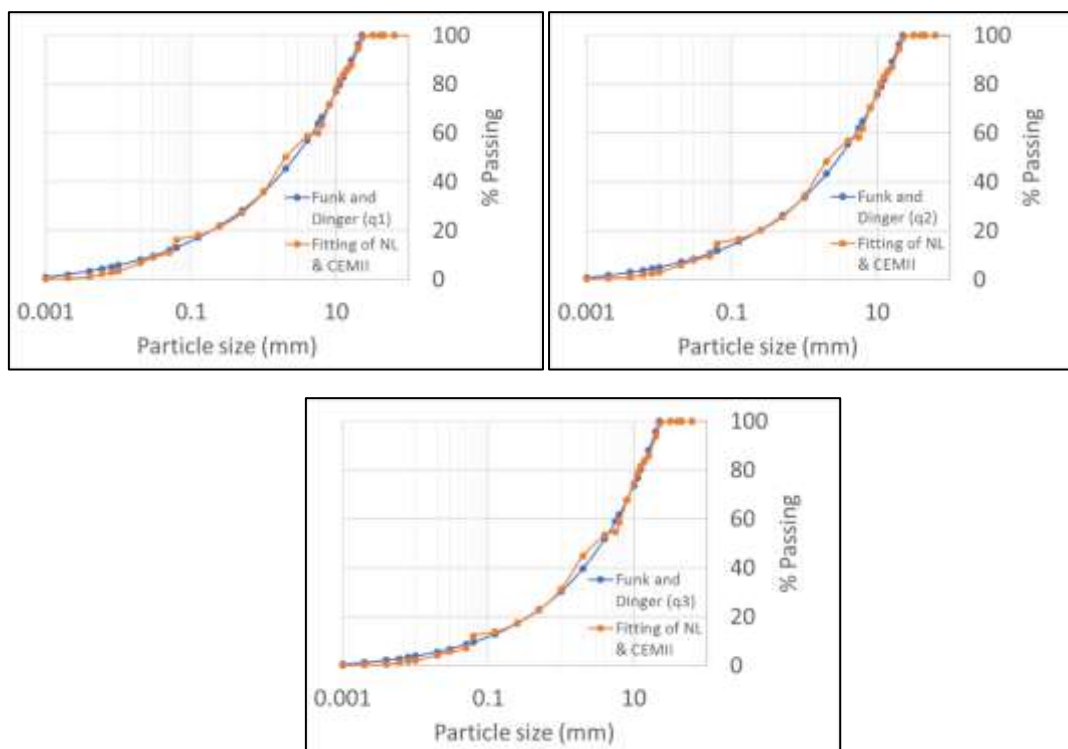 100
80
60
40
20
0
% Passing
Funk and
Dinger (q1)
Fitting of NL
& CEMII
0.001
0.1
10
Particle size (mm)
100
80
60
40
20
0
% Passing
Funk and
Dinger (q2)
Fitting of NL
& CEMII
0.001
0.1
10
Particle size (mm)
100
80
60
40
20
0
% Passing
Funk and
Dinger (q3)
Fitting of NL
& CEMII
0.001
0.1
10
Particle size (mm)